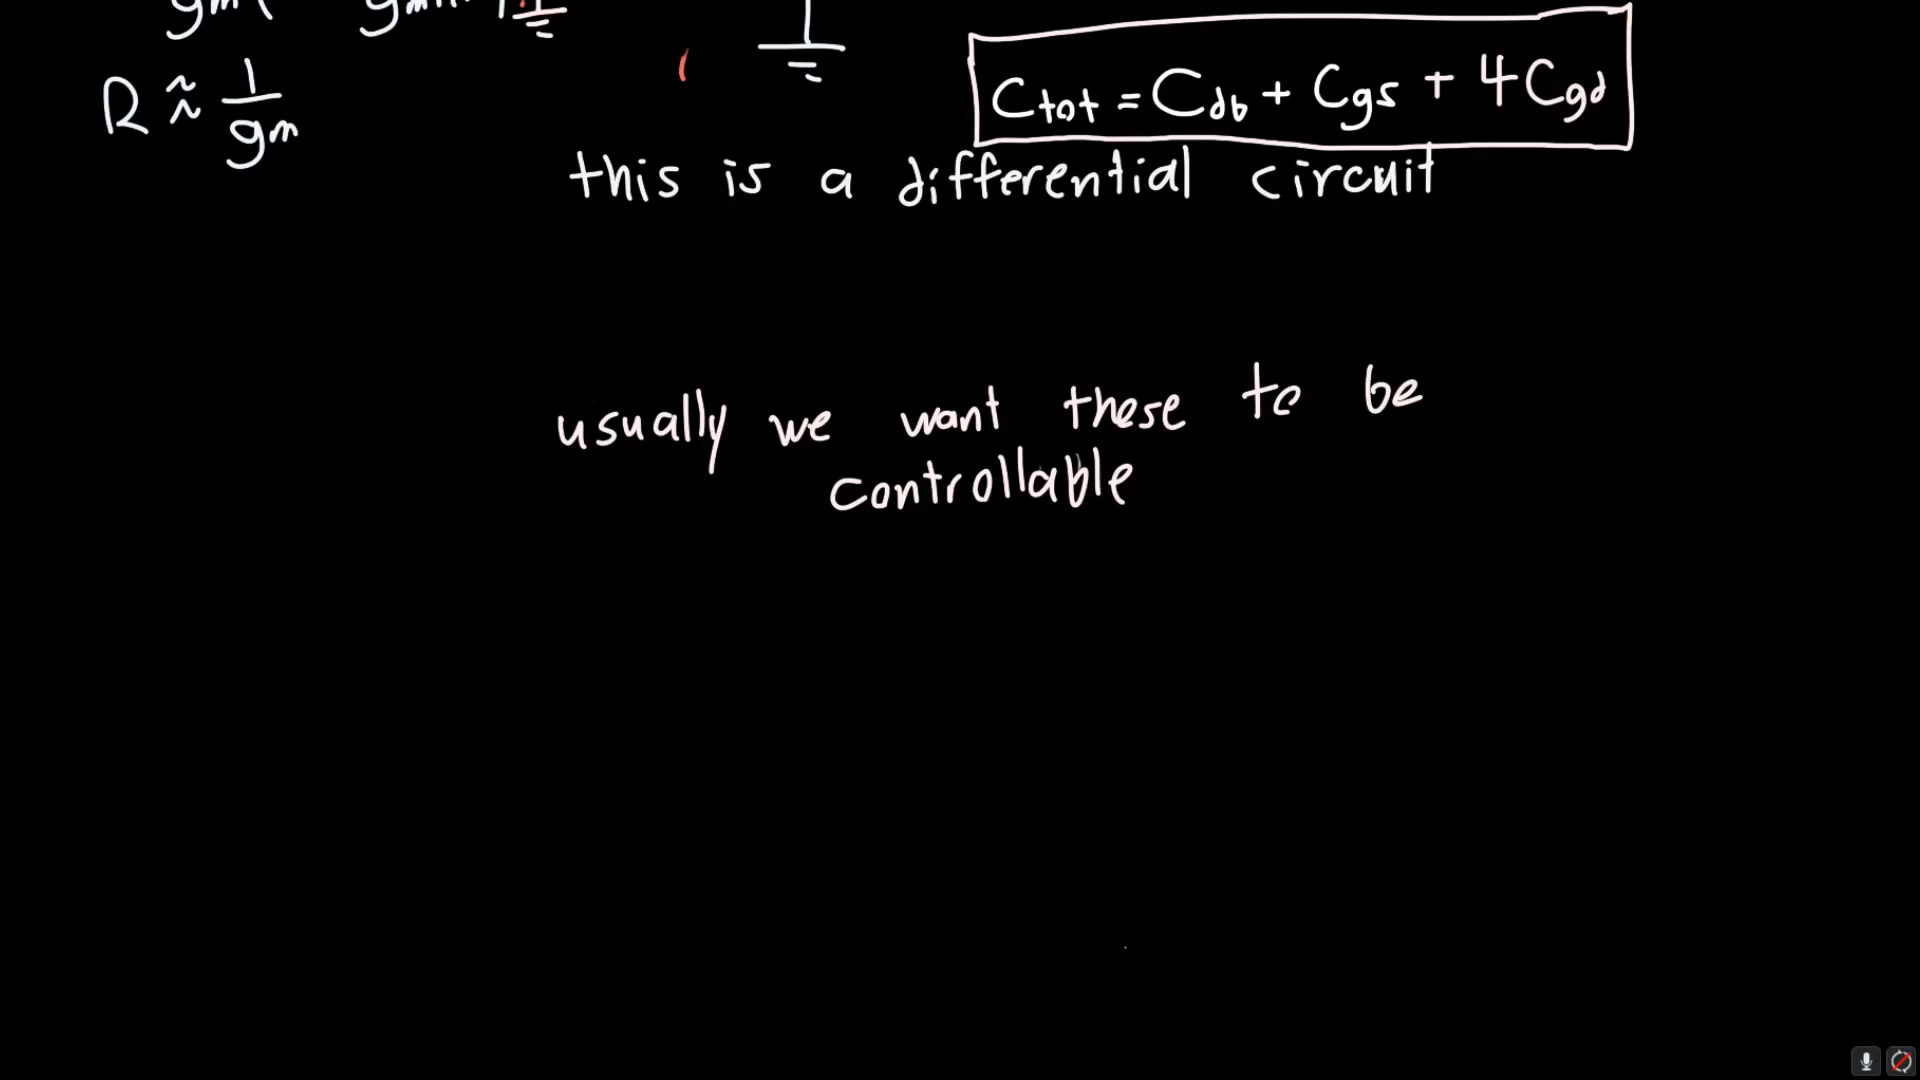 R ≈ 1/gm
Ctot = Cdb + Cgs + 4Cgd
this is a differential circuit
usually we want these to be
controllable